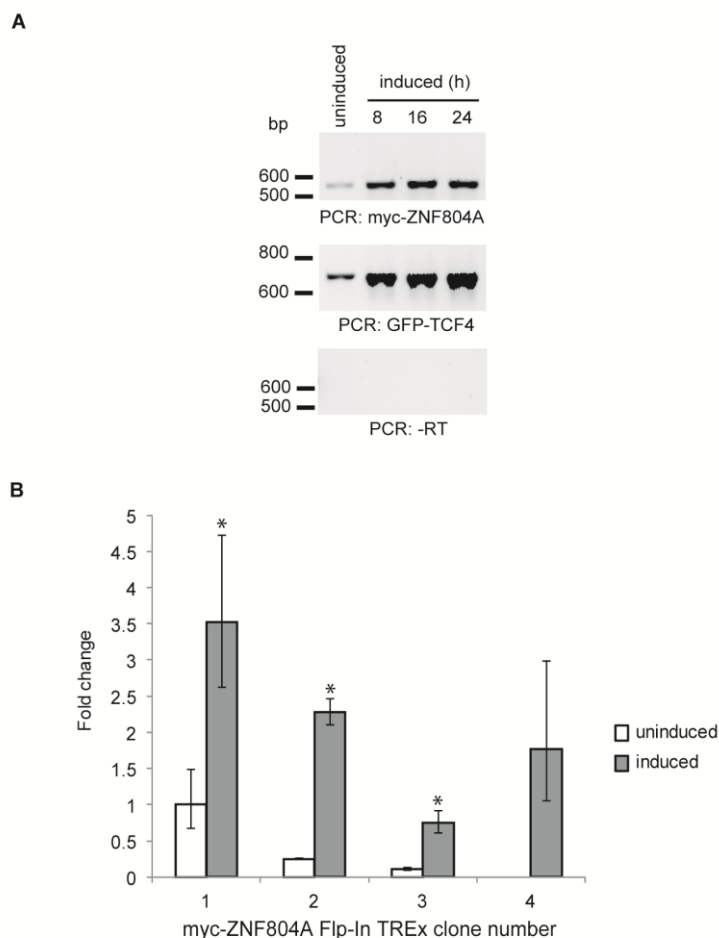 A
uninduced
induced (h)
8 16 24
bp
600
500
PCR: myc-ZNF804A
800
600
PCR: GFP-TCF4
600
500
PCR: -RT
B
5
4.5
4
3.5
3
2.5
2
1.5
1
0.5
0
Fold change
*
*
*
uninduced
induced
1 2 3 4
myc-ZNF804A Flp-In TREx clone number